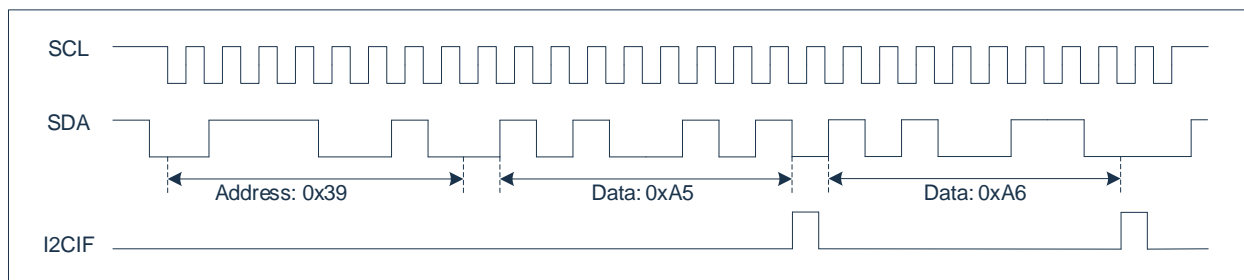 SCL
SDA
Address: 0x39 Data: 0xA5 Data: 0xA6
I2CIF